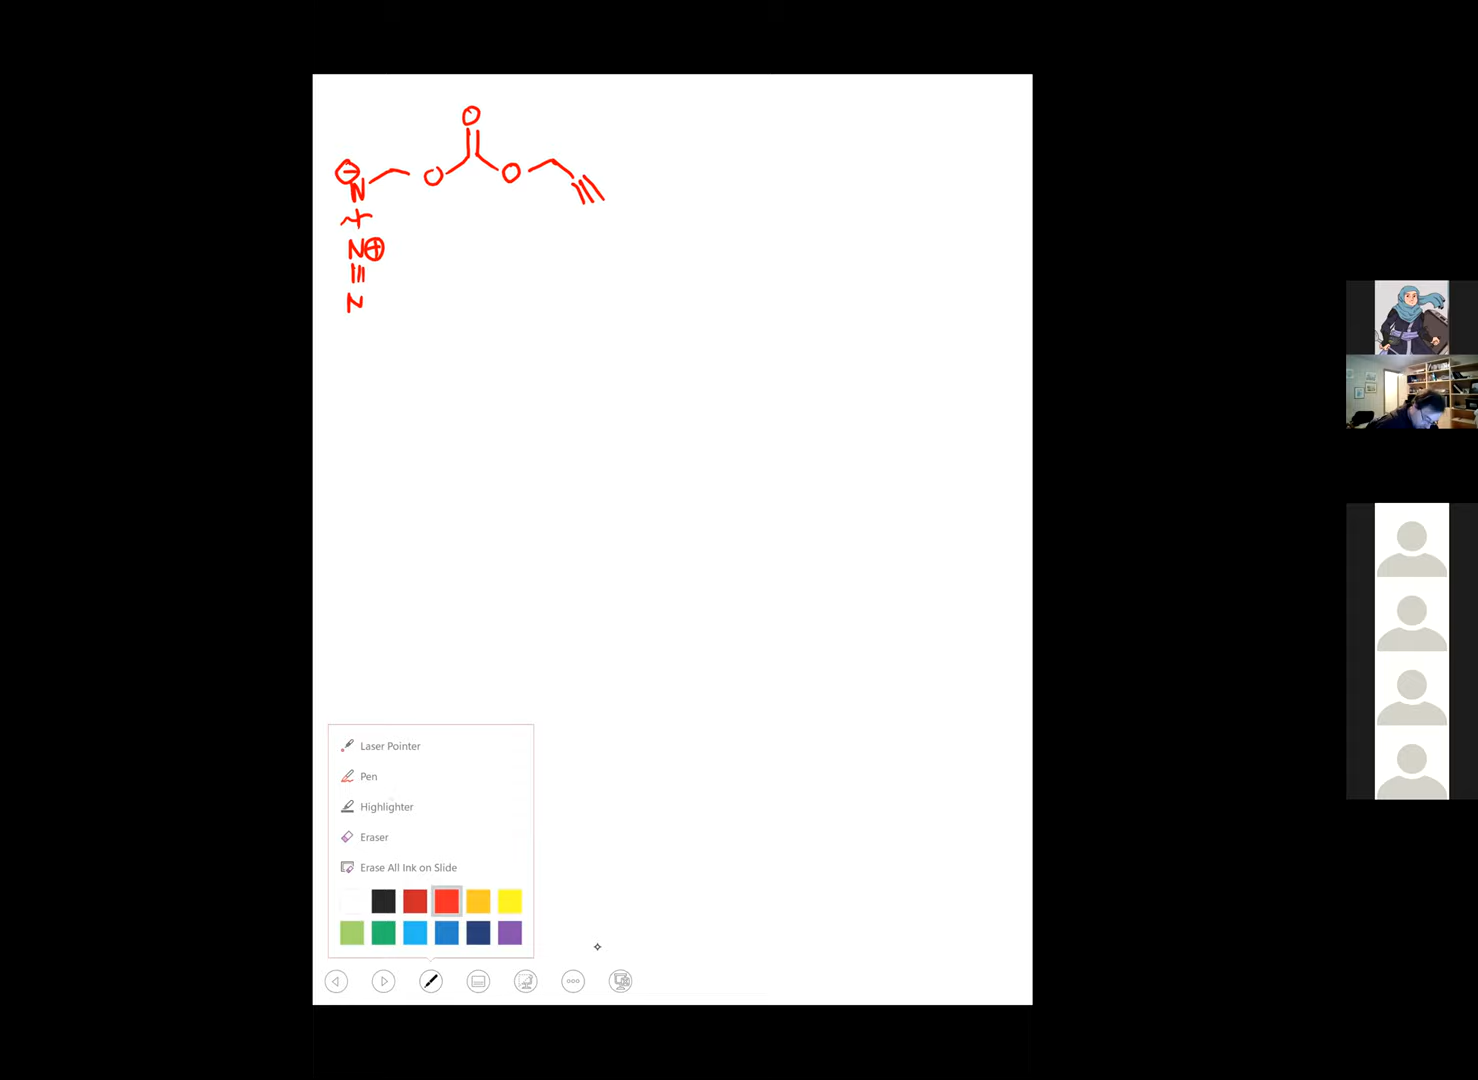 O
⊖
N O O
N⊕
N
Laser Pointer
Pen
Highlighter
Eraser
Erase All Ink on Slide